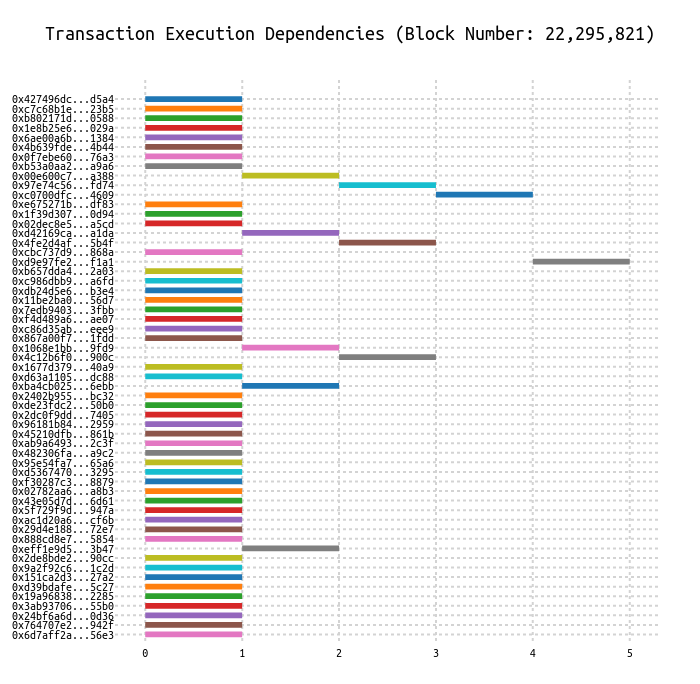 Transaction Execution Dependencies (Block Number: 22,295,821)
0x427496dc...d5a4
0xc7c68b1e...23b5
0xb802171d...0588
0x1e8b25e6...029a
0x6ae00a6b...1384
0x4b639fde...4b44
0x0f7ebe60...76a3
0xb53a0aa2...a9a6
0x00e600c7...a388
0x97e74c56...fd74
0xc0700dfc...4609
0xe675271b...df83
0x1f39d307...0d94
0x02dec8e5...a5cd
0xd42169ca...a1da
0x4fe2d4af...5b4f
0xcbc737d9...868a
0xd9e97fe2...f1a1
0xb657dda4...2a03
0xc986dbb9...a6fd
0xdb24d5e6...b3e4
0x11be2ba0...56d7
0x7edb9403...3fbb
0xf4d489a6...ae07
0xc86d35ab...eee9
0x867a00f7...1fdd
0x1068e1bb...9fd9
0x4c12b6f0...900c
0x1677d379...40a9
0xd63a1105...dc88
0xba4cb025...6ebb
0x2402b955...bc32
0xde23fdc2...50b0
0x2dc0f9dd...7405
0x96181b84...2959
0x45210dfb...861b
0xab9a6493...2c3f
0x482306fa...a9c2
0x95e54fa7...65a6
0xd5367470...3295
0xf30287c3...8879
0x02782aa6...a8b3
0x43e05d7d...6d61
0x5f729f9d...947a
0xac1d20a6...cf6b
0x29d4e188...72e7
0x888cd8e7...5854
0xeff1e9d5...3b47
0x2de8bde2...90cc
0x9a2f92c6...1c2d
0x151ca2d3...27a2
0xd39bdafe...5c27
0x19a96838...2285
0x3ab93706...55b0
0x24bf6a6d...0d36
0x764707e2...942f
0x6d7aff2a...56e3
0 1 2 3 4 5